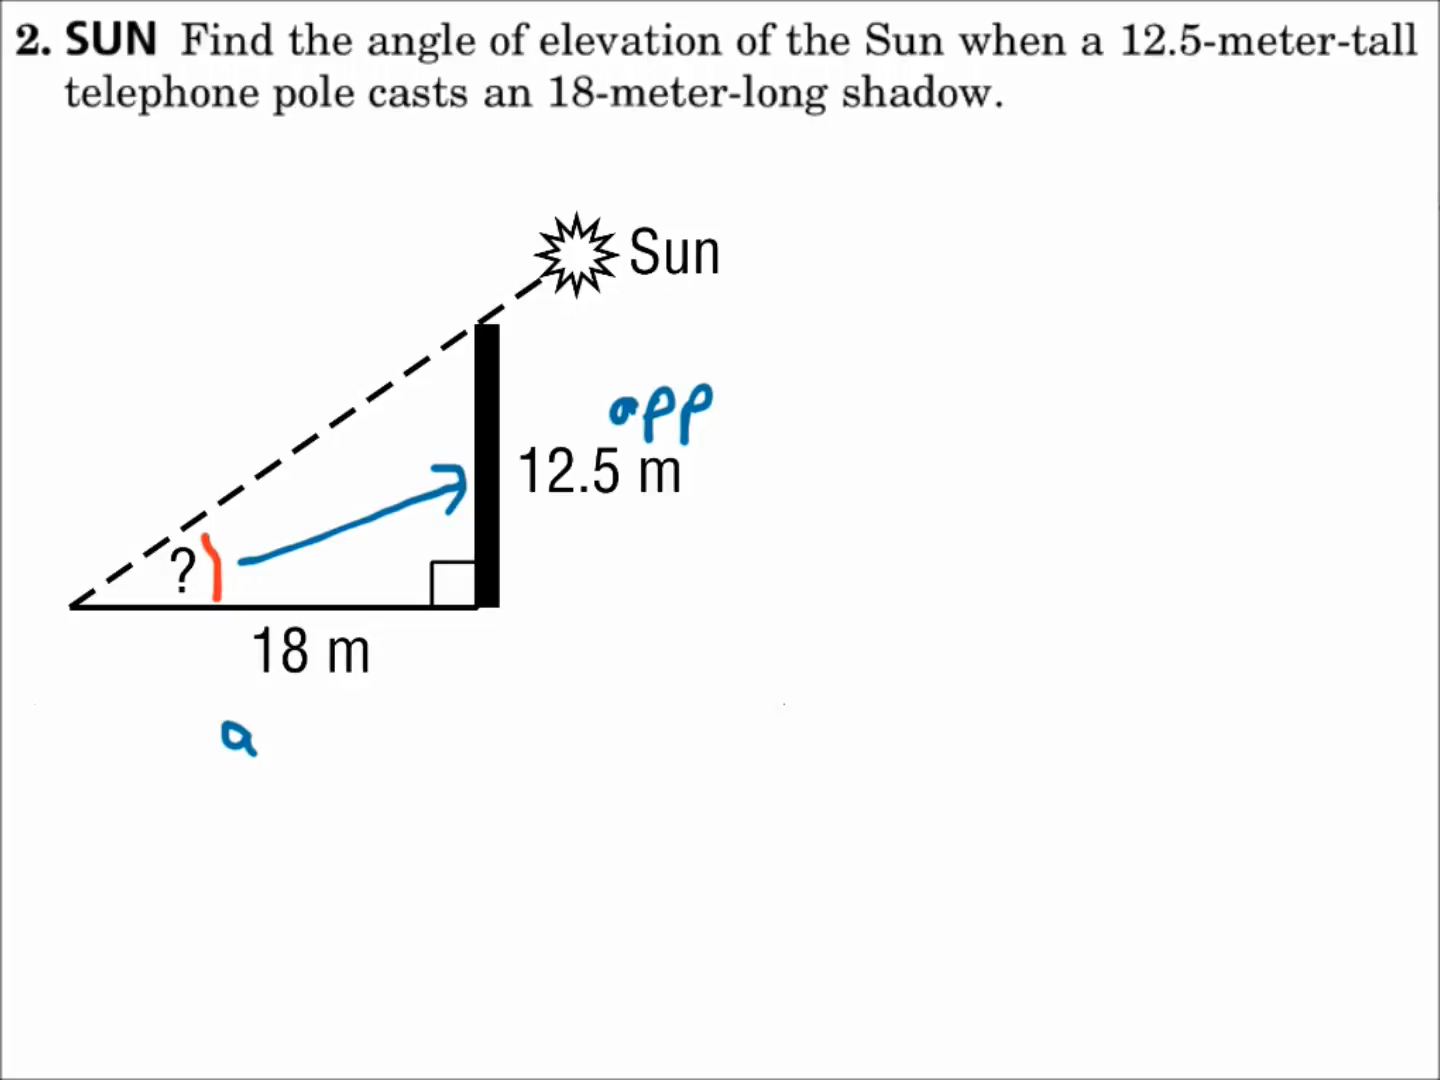 2. SUN Find the angle of elevation of the Sun when a 12.5-meter-tall
telephone pole casts an 18-meter-long shadow.
Sun
opp
12.5 m
?
18 m
a